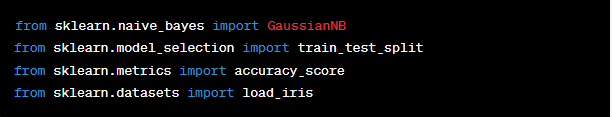 from sklearn.naive_bayes import GaussianNB
from sklearn.model_selection import train_test_split
from sklearn.metrics import accuracy_score
from sklearn.datasets import load_iris